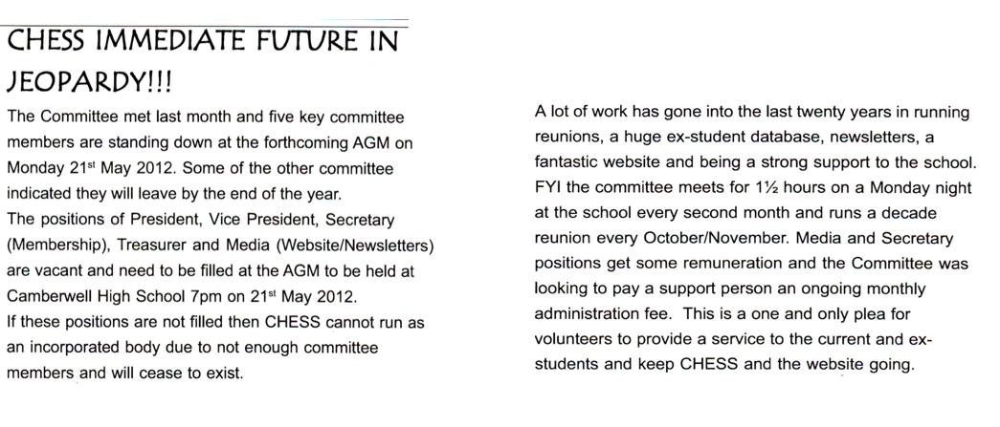 CHESS IMMEDIATE FUTURE IN
JEOPARDY!!!
The Committee met last month and five key committee
members are standing down at the forthcoming AGM on
Monday 21st May 2012. Some of the other committee
indicated they will leave by the end of the year.
The positions of President, Vice President, Secretary
(Membership), Treasurer and Media (Website/Newsletters)
are vacant and need to be filled at the AGM to be held at
Camberwell High School 7pm on 21st May 2012.
If these positions are not filled then CHESS cannot run as
an incorporated body due to not enough committee
members and will cease to exist.
A lot of work has gone into the last twenty years in running
reunions, a huge ex-student database, newsletters, a
fantastic website and being a strong support to the school.
FYI the committee meets for 1½ hours on a Monday night
at the school every second month and runs a decade
reunion every October/November. Media and Secretary
positions get some remuneration and the Committee was
looking to pay a support person an ongoing monthly
administration fee.  This is a one and only plea for
volunteers to provide a service to the current and ex-
students and keep CHESS and the website going.